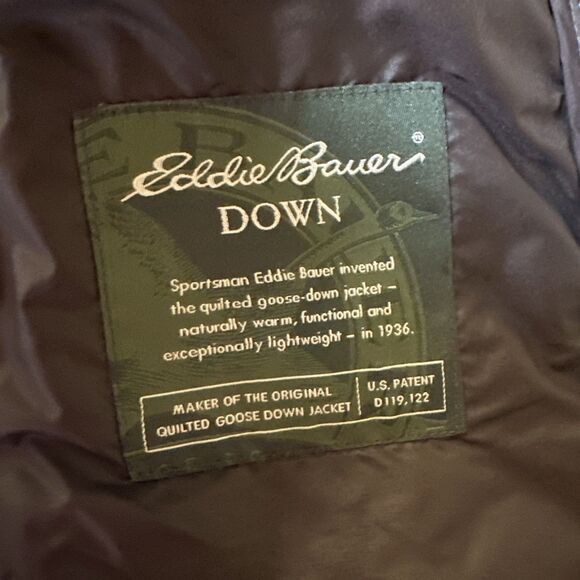 Eddie Bauer®
DOWN
Sportsman Eddie Bauer invented
the quilted goose-down jacket –
naturally warm, functional and
exceptionally lightweight – in 1936.
MAKER OF THE ORIGINAL
QUILTED GOOSE DOWN JACKET
U.S. PATENT
D119,122